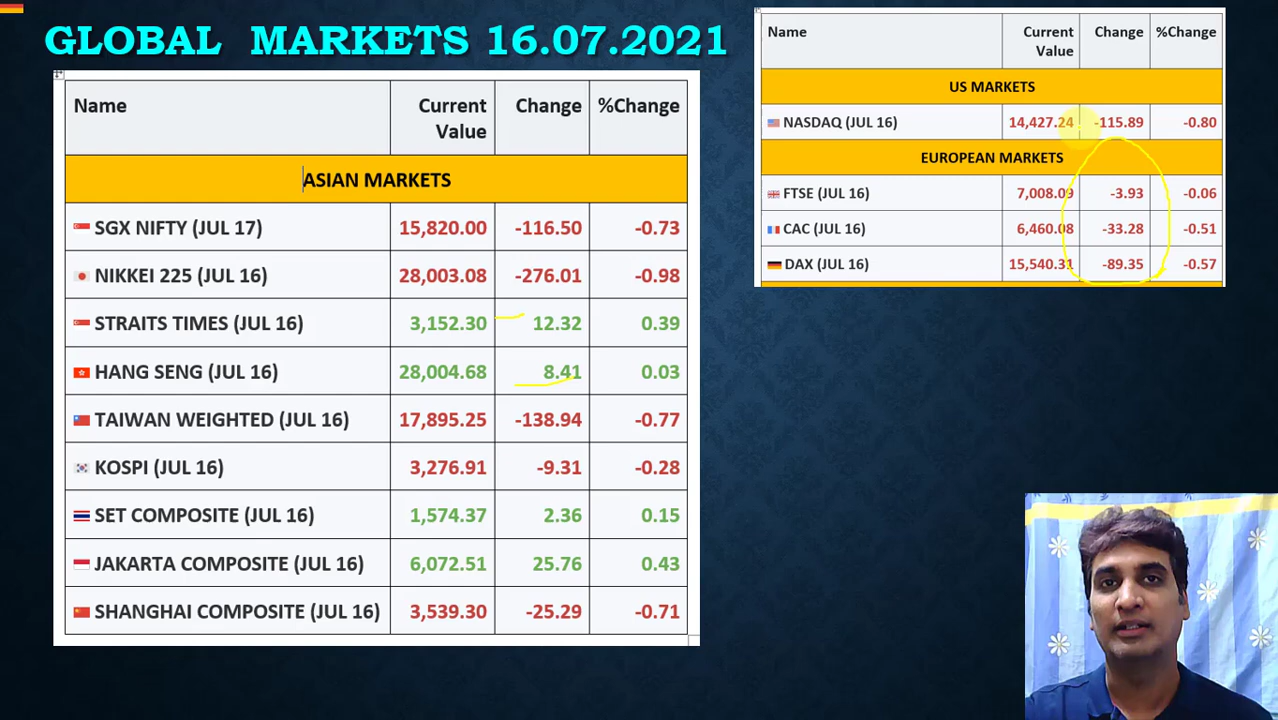 GLOBAL MARKETS 16.07.2021
Name Current Value Change %Change
ASIAN MARKETS
SGX NIFTY (JUL 17) 15,820.00 -116.50 -0.73
NIKKEI 225 (JUL 16) 28,003.08 -276.01 -0.98
STRAITS TIMES (JUL 16) 3,152.30 12.32 0.39
HANG SENG (JUL 16) 28,004.68 8.41 0.03
TAIWAN WEIGHTED (JUL 16) 17,895.25 -138.94 -0.77
KOSPI (JUL 16) 3,276.91 -9.31 -0.28
SET COMPOSITE (JUL 16) 1,574.37 2.36 0.15
JAKARTA COMPOSITE (JUL 16) 6,072.51 25.76 0.43
SHANGHAI COMPOSITE (JUL 16) 3,539.30 -25.29 -0.71
Name Current Value Change %Change
US MARKETS
NASDAQ (JUL 16) 14,427.24 -115.89 -0.80
EUROPEAN MARKETS
FTSE (JUL 16) 7,008.09 -3.93 -0.06
CAC (JUL 16) 6,460.08 -33.28 -0.51
DAX (JUL 16) 15,540.31 -89.35 -0.57